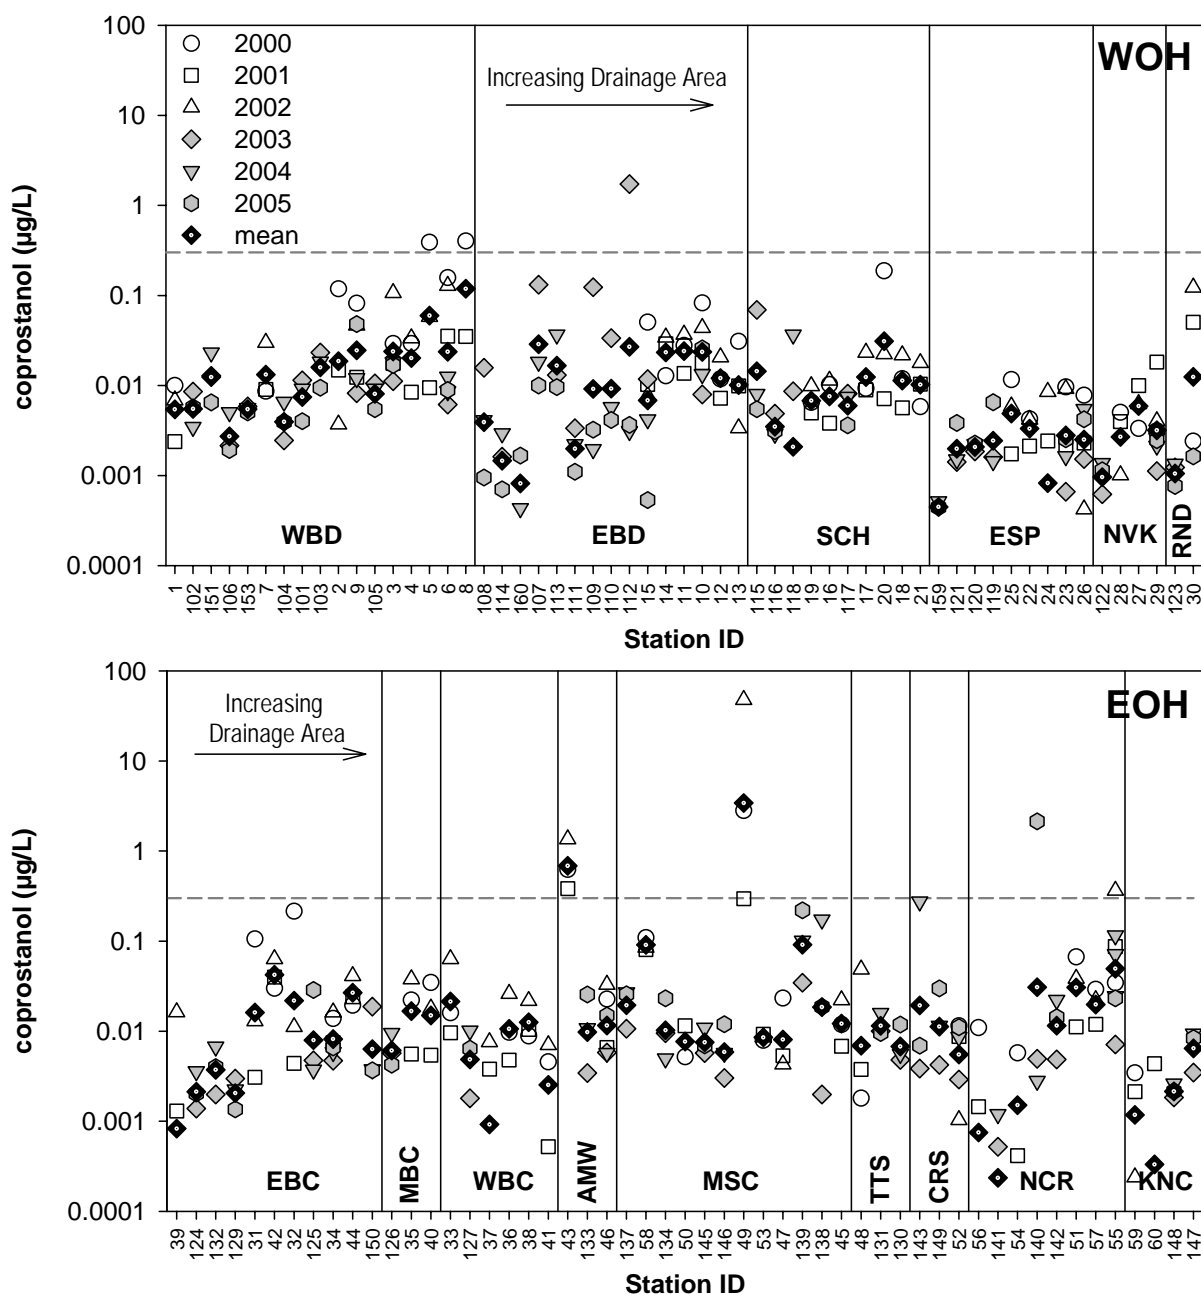 100
10
1
0.1
0.01
0.001
0.0001
coprostanol (µg/L)
2000
2001
2002
2003
2004
2005
mean
Increasing Drainage Area
WOH
WBD
EBD
SCH
ESP
NVK
RND
1 102 151 106 153 7 104 101 103 2 9 105 3 4 5 6 8 108 114 160 107 113 111 109 110 112 15 14 11 10 12 13 115 116 118 19 16 117 17 20 18 21 159 121 120 119 25 22 24 23 26 122 28 27 29 123 30
Station ID
100
10
1
0.1
0.01
0.001
0.0001
coprostanol (µg/L)
Increasing
Drainage Area
EOH
EBC
MBC
WBC
AMW
MSC
TTS
CRS
NCR
KNC
39 124 132 129 31 42 32 125 134 44 150 126 35 40 33 127 37 36 38 41 43 133 46 137 58 134 50 145 146 49 53 47 139 138 45 48 131 130 143 149 52 56 141 54 140 142 51 57 55 59 60 148 147
Station ID